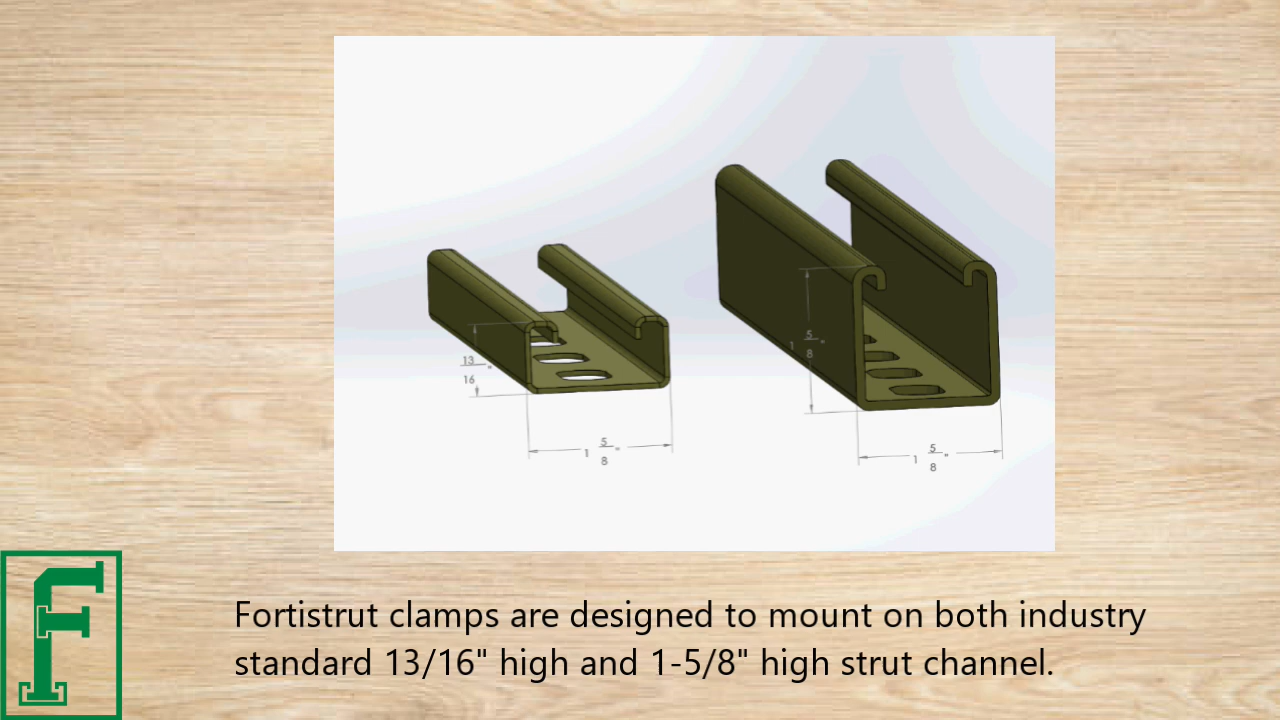 13/16"
1 5/8"
1 5/8"
1 5/8"
F
Fortistrut clamps are designed to mount on both industry
standard 13/16" high and 1-5/8" high strut channel.